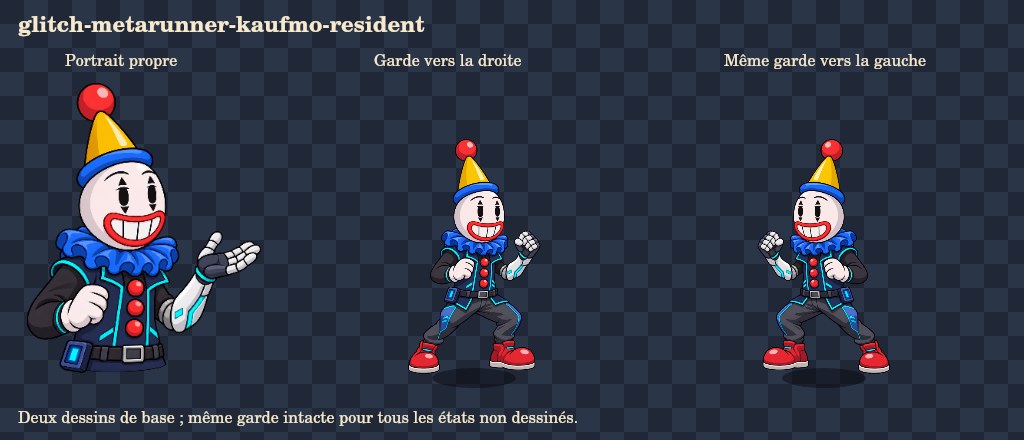 glitch-metarunner-kaufmo-resident
Portrait propre
Garde vers la droite
Même garde vers la gauche
Deux dessins de base ; même garde intacte pour tous les états non dessinés.